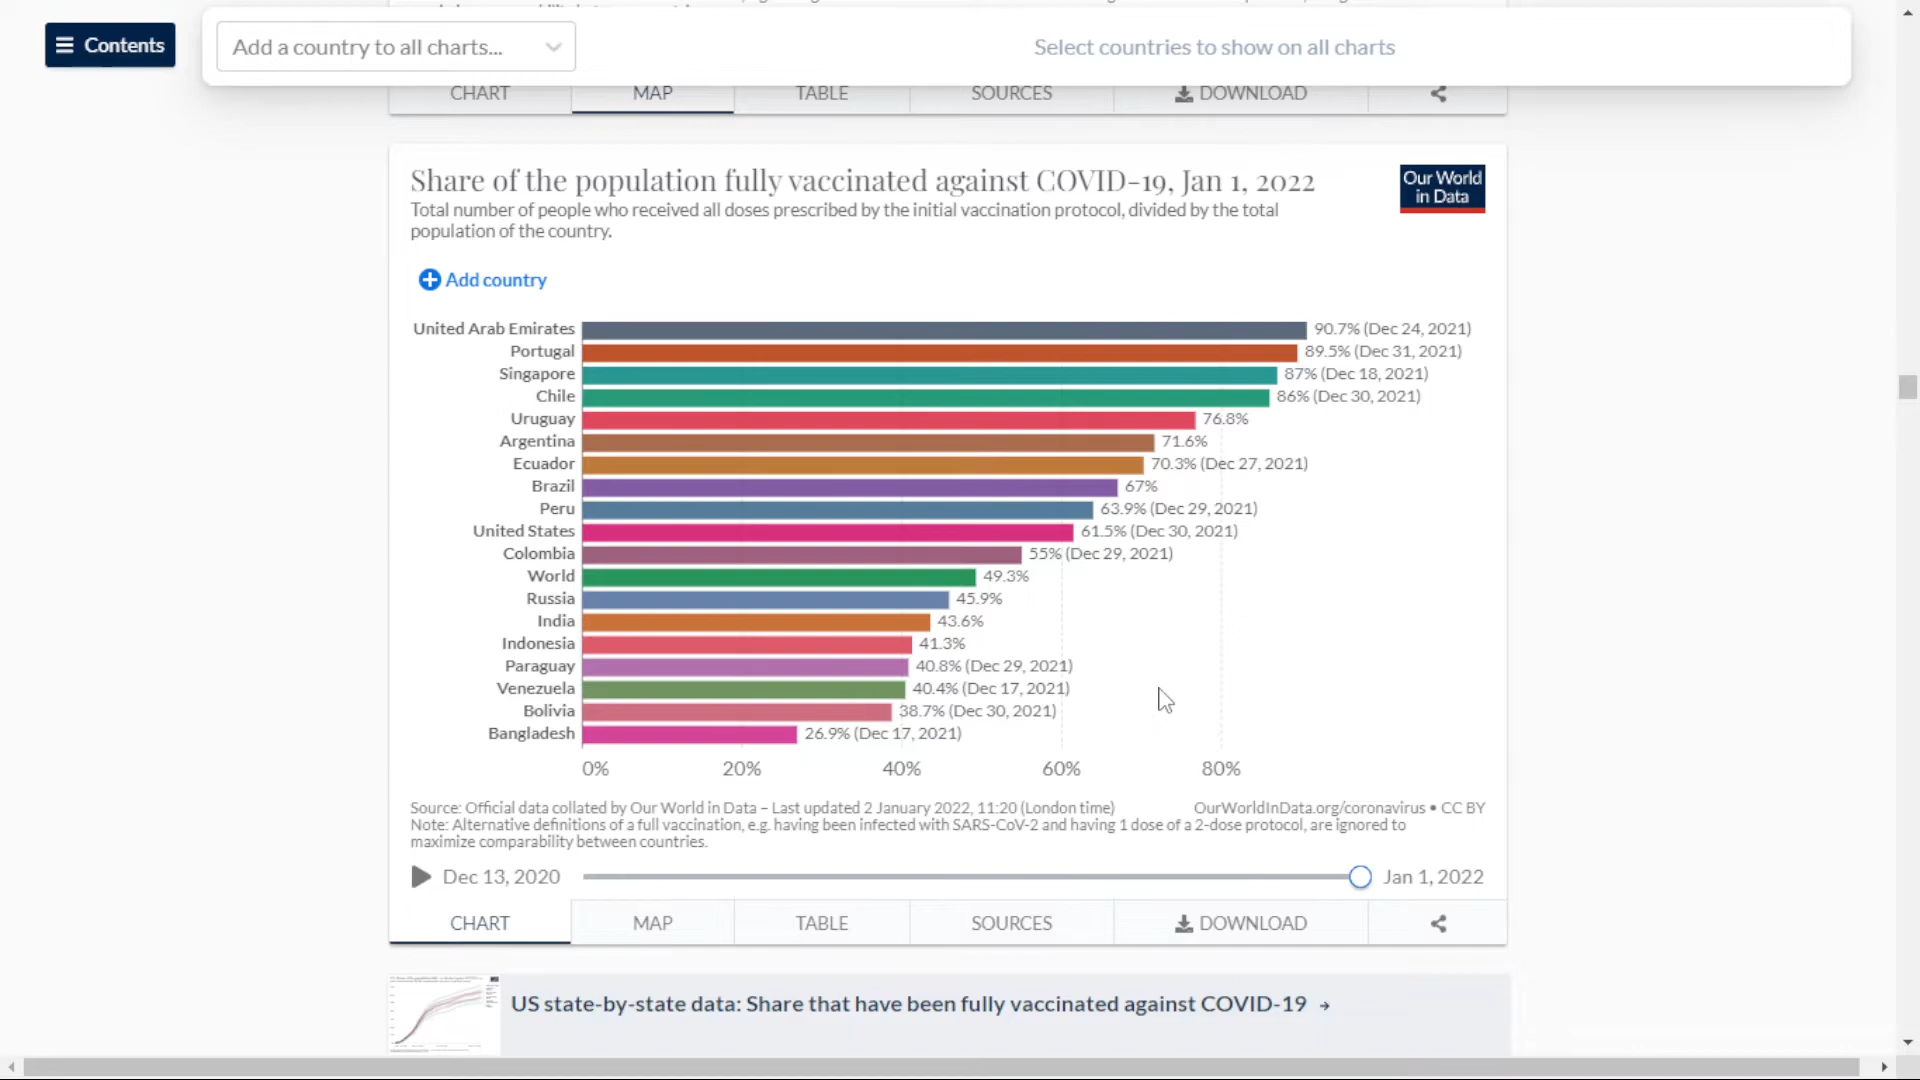 Contents
Add a country to all charts...
Select countries to show on all charts
CHART
MAP
TABLE
SOURCES
DOWNLOAD
Share of the population fully vaccinated against COVID-19, Jan 1, 2022
Our World
in Data
Total number of people who received all doses prescribed by the initial vaccination protocol, divided by the total
population of the country.
Add country
United Arab Emirates 90.7% (Dec 24, 2021)
Portugal 89.5% (Dec 31, 2021)
Singapore 87% (Dec 18, 2021)
Chile 86% (Dec 30, 2021)
Uruguay 76.8%
Argentina 71.6%
Ecuador 70.3% (Dec 27, 2021)
Brazil 67%
Peru 63.9% (Dec 29, 2021)
United States 61.5% (Dec 30, 2021)
Colombia 55% (Dec 29, 2021)
World 49.3%
Russia 45.9%
India 43.6%
Indonesia 41.3%
Paraguay 40.8% (Dec 29, 2021)
Venezuela 40.4% (Dec 17, 2021)
Bolivia 38.7% (Dec 30, 2021)
Bangladesh 26.9% (Dec 17, 2021)
0% 20% 40% 60% 80%
Source: Official data collated by Our World in Data – Last updated 2 January 2022, 11:20 (London time)
OurWorldInData.org/coronavirus • CC BY
Note: Alternative definitions of a full vaccination, e.g. having been infected with SARS-CoV-2 and having 1 dose of a 2-dose protocol, are ignored to
maximize comparability between countries.
Dec 13, 2020
Jan 1, 2022
CHART
MAP
TABLE
SOURCES
DOWNLOAD
US state-by-state data: Share that have been fully vaccinated against COVID-19 →